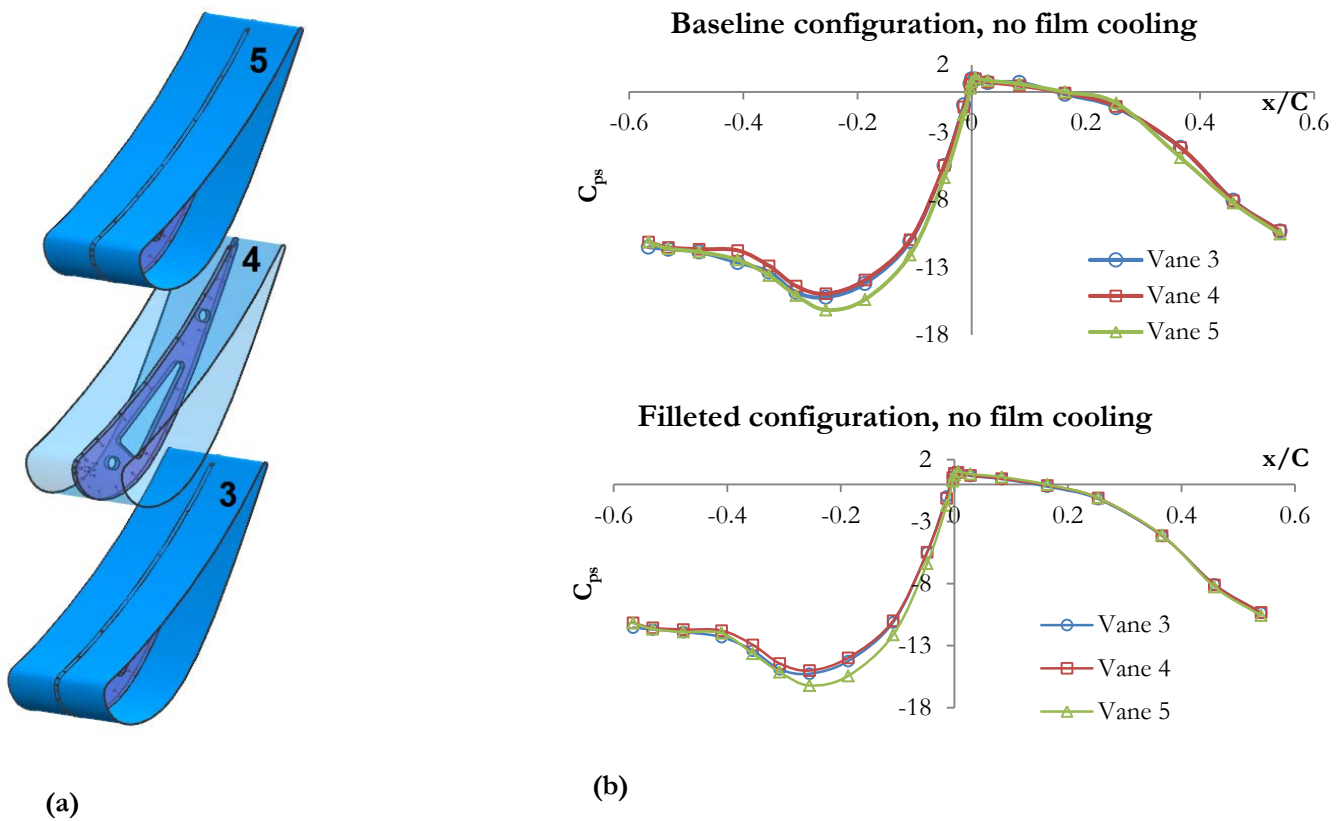 5
4
3
(a)
Baseline configuration, no film cooling
2
x/C
-0.6
-0.4
-0.2
0
0.2
0.4
0.6
-3
-8
-13
-18
C_ps
Vane 3
Vane 4
Vane 5
Filleted configuration, no film cooling
2
x/C
-0.6
-0.4
-0.2
0
0.2
0.4
0.6
-3
-8
-13
-18
C_ps
Vane 3
Vane 4
Vane 5
(b)